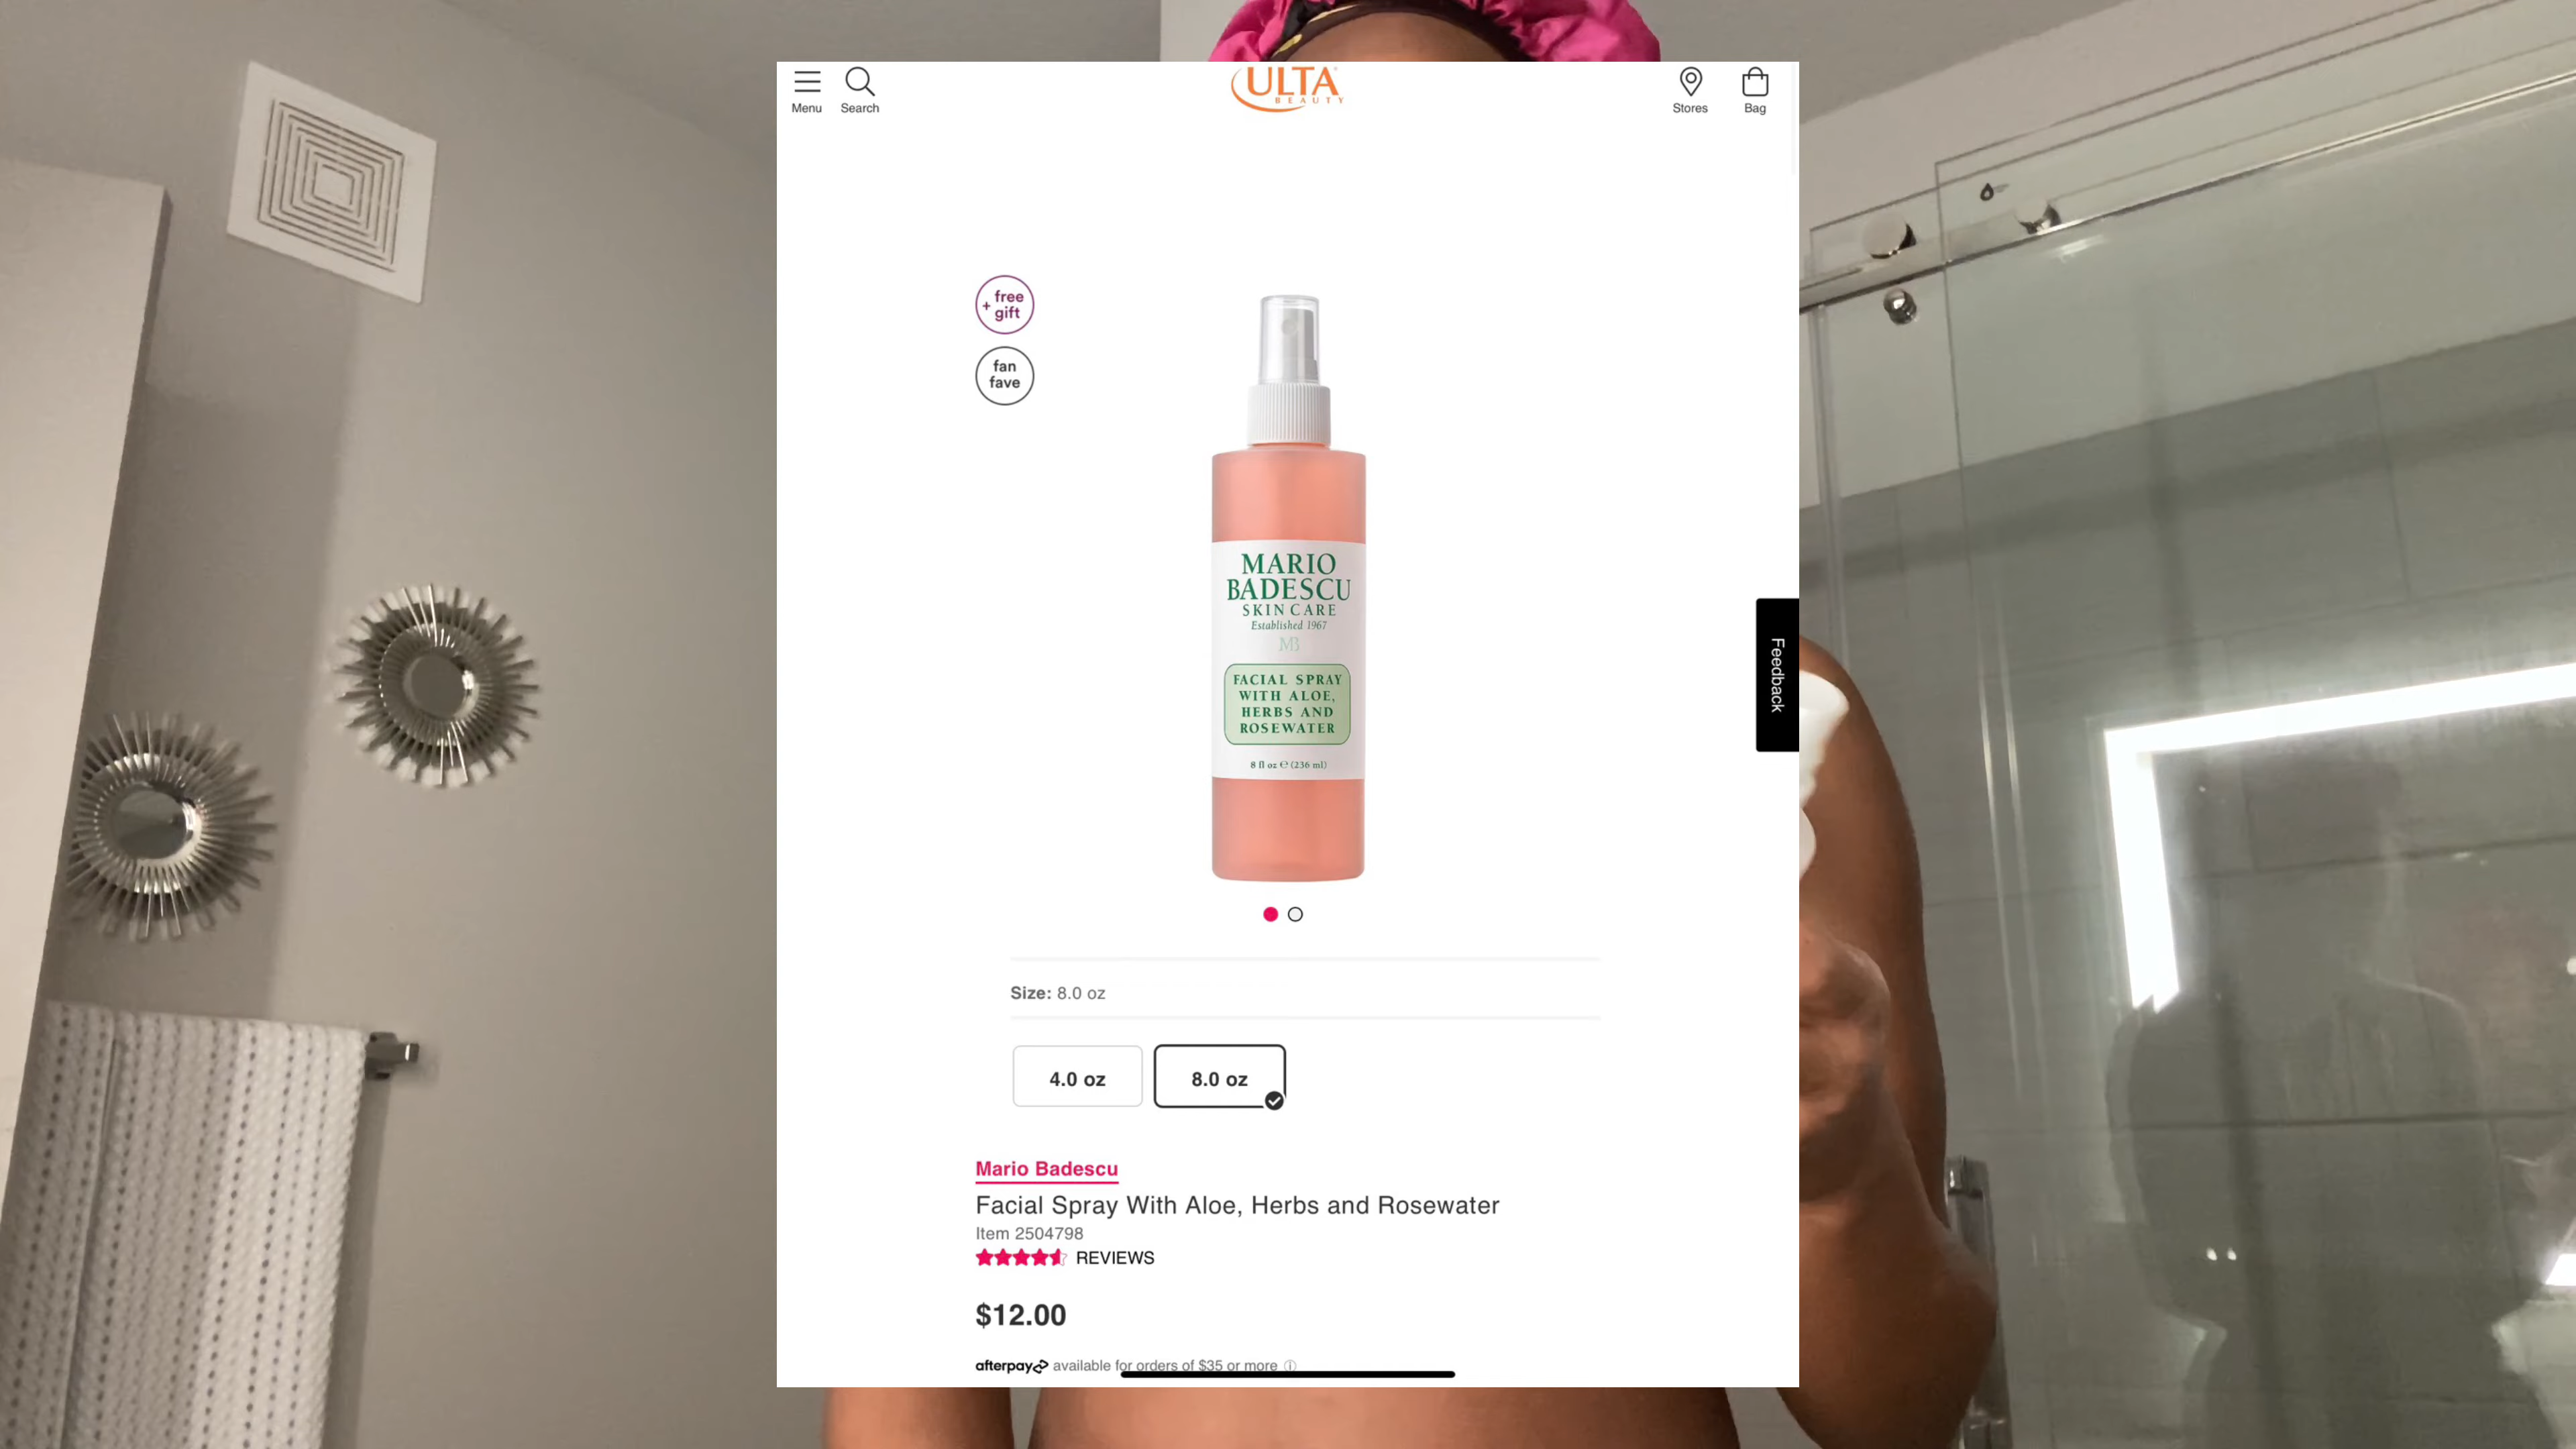 Menu
Search
ULTA
BEAUTY
Stores
Bag
+ free
gift
fan
fave
MARIO
BADESCU
SKIN CARE
Established 1967
MB
FACIAL SPRAY
WITH ALOE,
HERBS AND
ROSEWATER
8 fl oz ℮ (236 ml)
Feedback
Size: 8.0 oz
4.0 oz
8.0 oz
Mario Badescu
Facial Spray With Aloe, Herbs and Rosewater
Item 2504798
REVIEWS
$12.00
afterpay available for orders of $35 or more